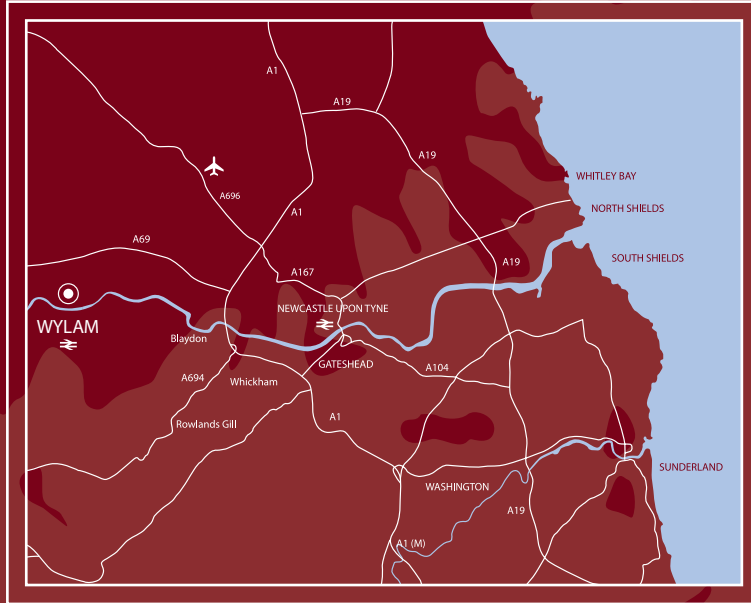 A1
A19
A19
WHITLEY BAY
A696
NORTH SHIELDS
A1
A69
SOUTH SHIELDS
A19
A167
NEWCASTLE UPON TYNE
WYLAM
Blaydon
GATESHEAD
A104
A694
Whickham
A1
Rowlands Gill
SUNDERLAND
WASHINGTON
A19
A1 (M)